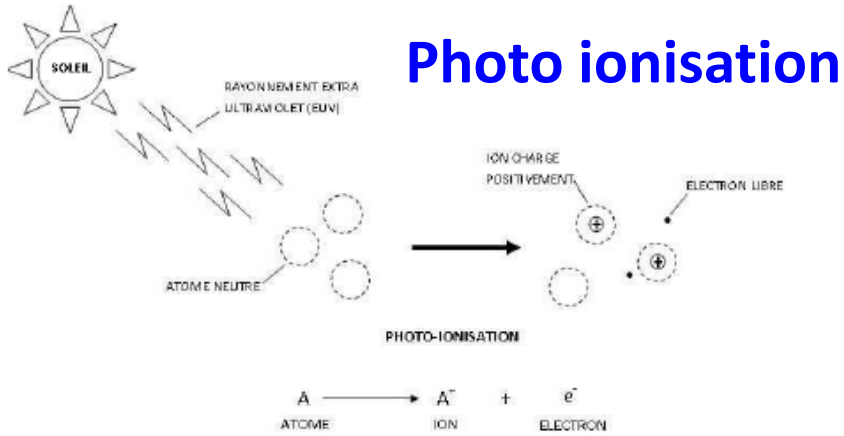 Photo ionisation
SOLEIL
RAYONNEMENT EXTRA
ULTRAVIOLET (EUV)
ION CHARGE
POSITIVEMENT
ELECTRON LIBRE
+
+
ATOME NEUTRE
PHOTO-IONISATION
A → A⁺ + e⁻
ATOME ION ELECTRON